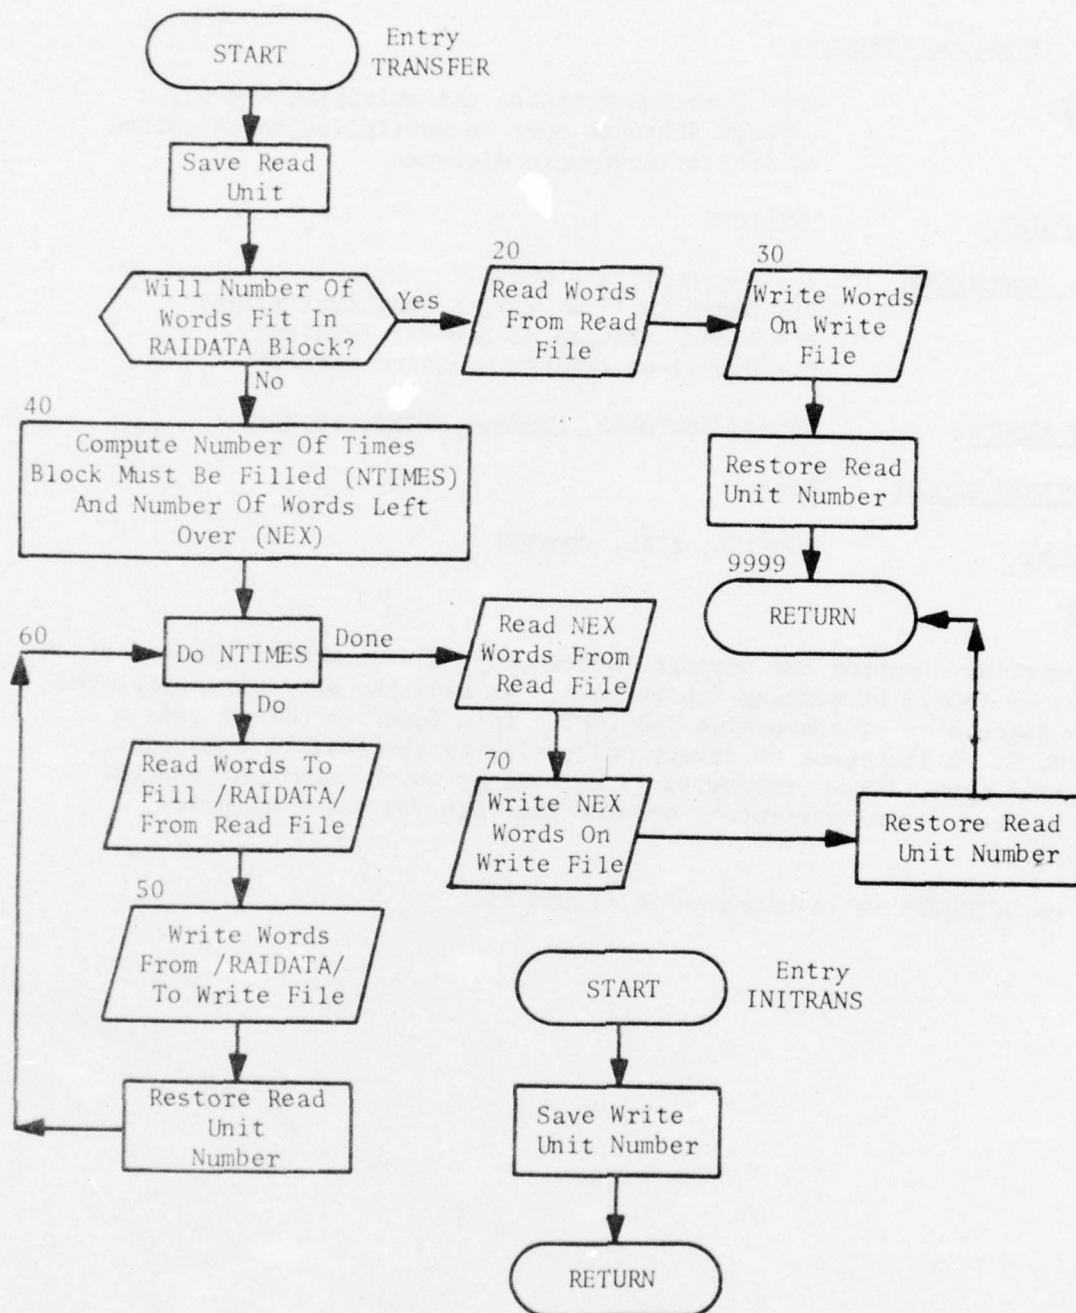 START
Entry
TRANSFER
Save Read
Unit
Will Number Of
Words Fit In
RAIDATA Block?
Yes
No
20
Read Words
From Read
File
30
Write Words
On Write
File
Restore Read
Unit Number
9999
RETURN
40
Compute Number Of Times
Block Must Be Filled (NTIMES)
And Number Of Words Left
Over (NEX)
60
Do NTIMES
Done
Do
Read NEX
Words From
Read File
70
Write NEX
Words On
Write File
Restore Read
Unit Number
Read Words To
Fill /RAIDATA/
From Read File
50
Write Words
From /RAIDATA/
To Write File
Restore Read
Unit
Number
START
Entry
INITRANS
Save Write
Unit Number
RETURN